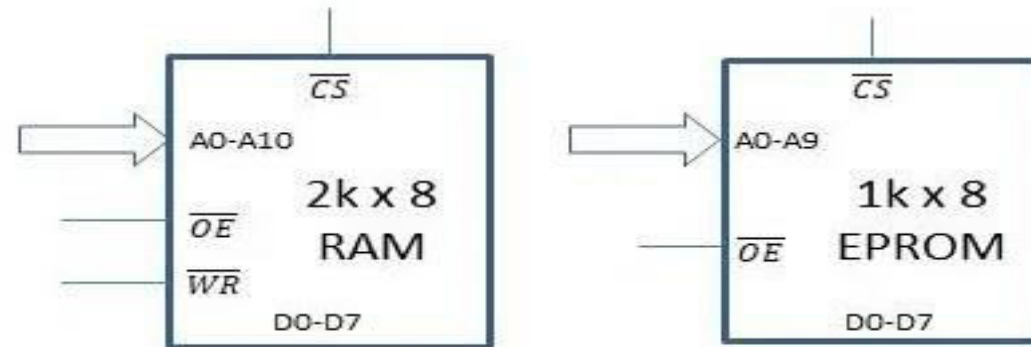 CS
A0-A10
2k x 8
OE
RAM
WR
D0-D7
CS
A0-A9
1k x 8
OE
EPROM
D0-D7